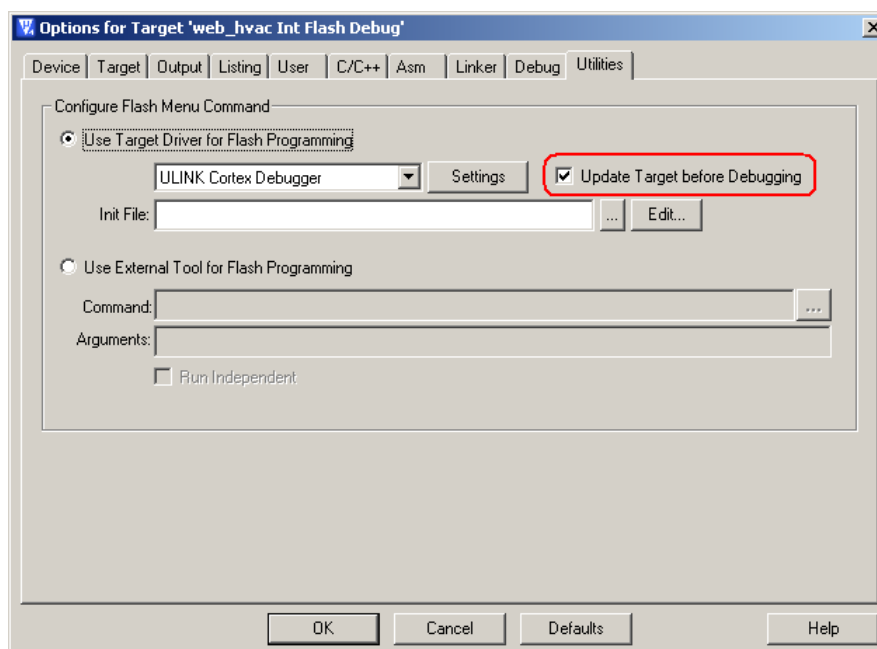 Options for Target 'web_hvac Int Flash Debug'
Device Target Output Listing User C/C++ Asm Linker Debug Utilities
Configure Flash Menu Command
Use Target Driver for Flash Programming
ULINK Cortex Debugger Settings Update Target before Debugging
Init File: ... Edit...
Use External Tool for Flash Programming
Command: ...
Arguments:
Run Independent
OK Cancel Defaults Help